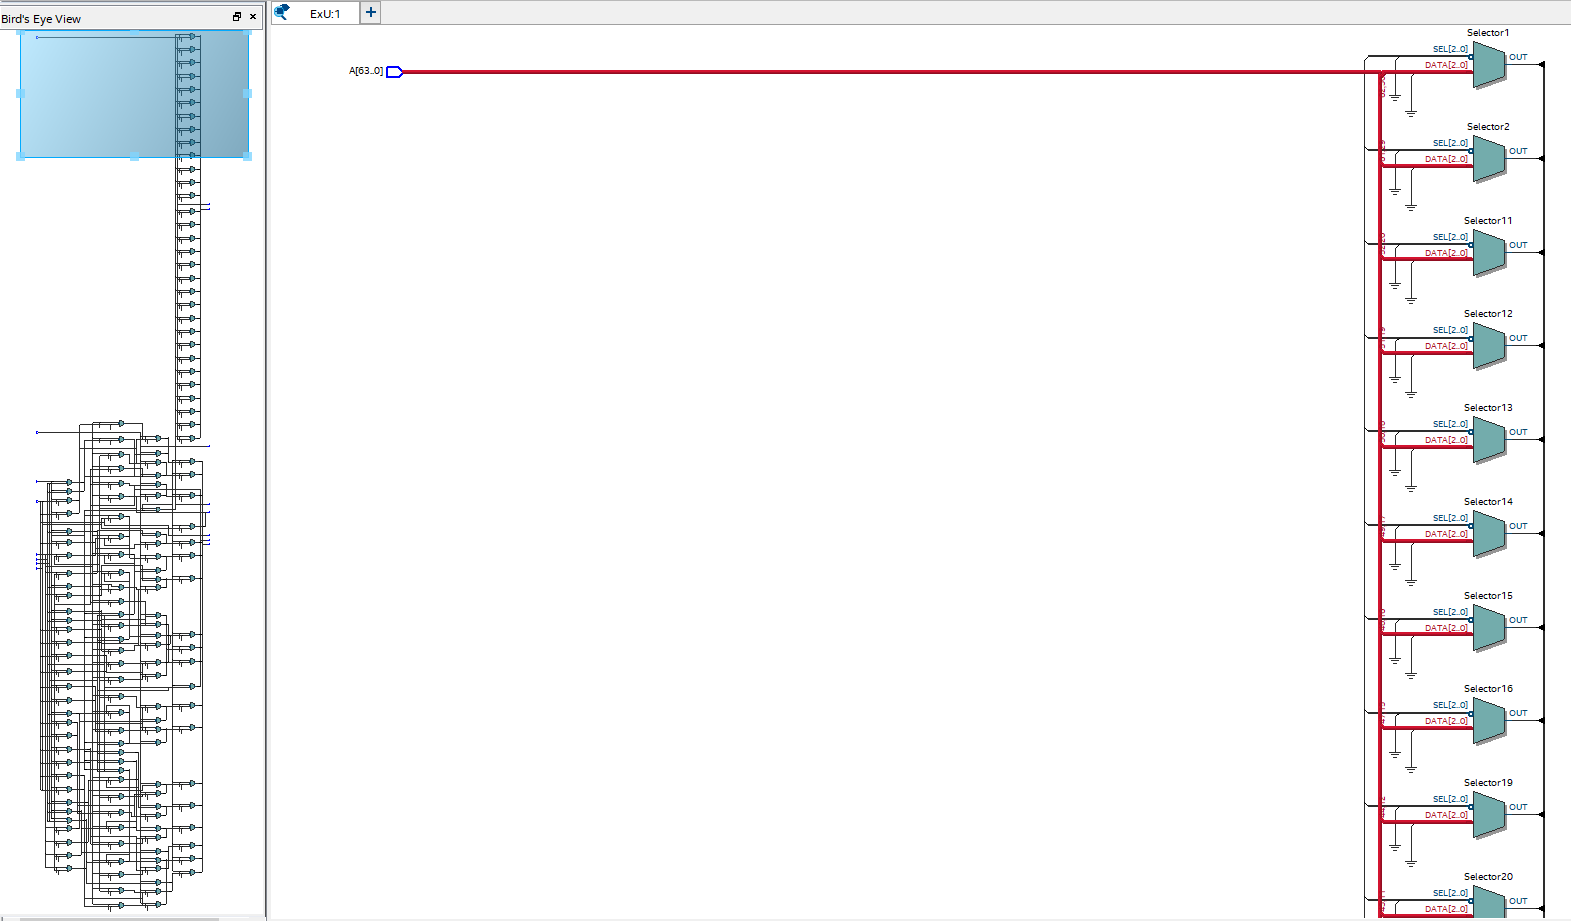 Bird's Eye View
ExU:1
A[63..0]
Selector1
SEL[2..0]
DATA[2..0]
OUT
Selector2
SEL[2..0]
DATA[2..0]
OUT
Selector11
SEL[2..0]
DATA[2..0]
OUT
Selector12
SEL[2..0]
DATA[2..0]
OUT
Selector13
SEL[2..0]
DATA[2..0]
OUT
Selector14
SEL[2..0]
DATA[2..0]
OUT
Selector15
SEL[2..0]
DATA[2..0]
OUT
Selector16
SEL[2..0]
DATA[2..0]
OUT
Selector19
SEL[2..0]
DATA[2..0]
OUT
Selector20
SEL[2..0]
DATA[2..0]
OUT